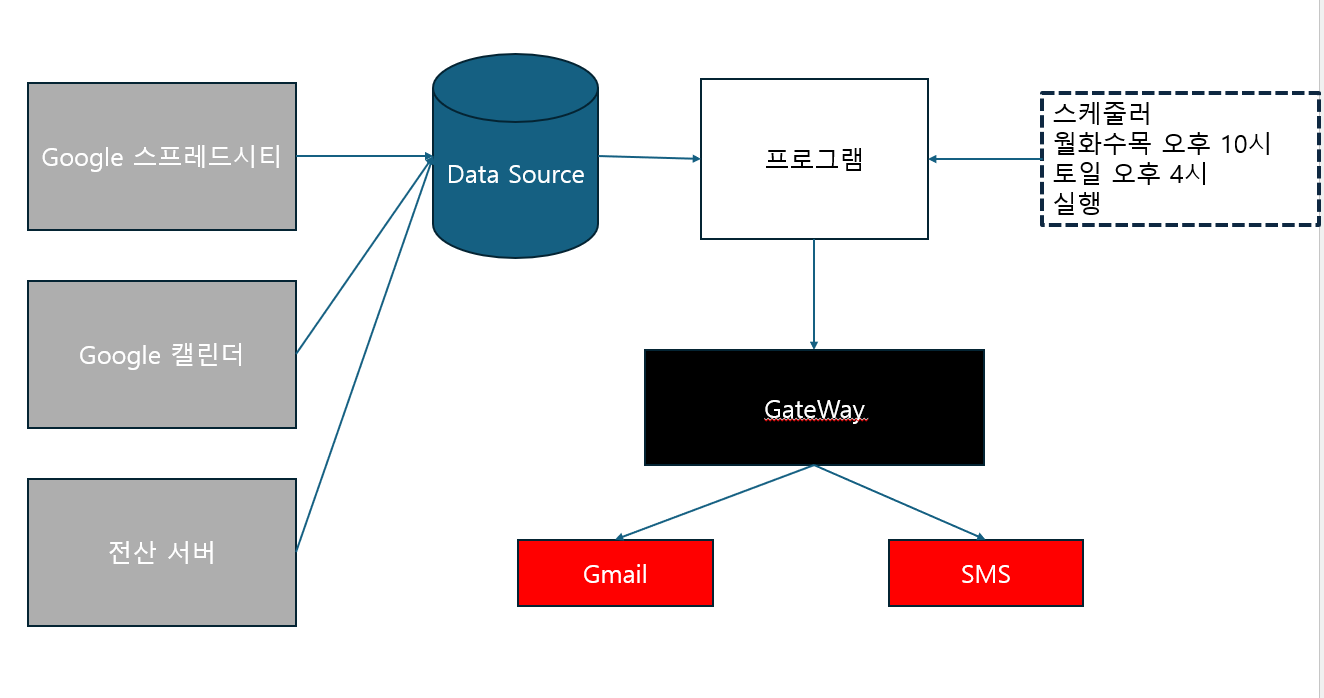 Google 스프레드시티
Data Source
프로그램
스케줄러
월화수목 오후 10시
토일 오후 4시
실행
Google 캘린더
GateWay
전산 서버
Gmail
SMS